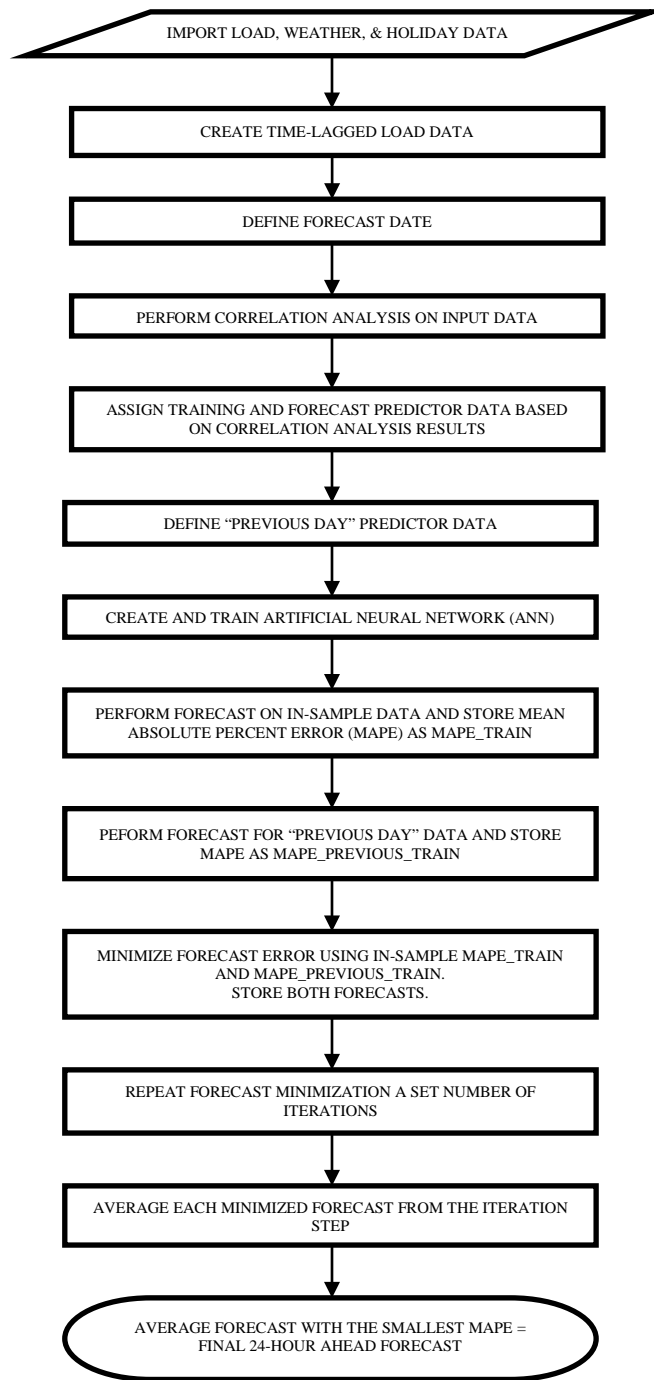 IMPORT LOAD, WEATHER, & HOLIDAY DATA
CREATE TIME-LAGGED LOAD DATA
DEFINE FORECAST DATE
PERFORM CORRELATION ANALYSIS ON INPUT DATA
ASSIGN TRAINING AND FORECAST PREDICTOR DATA BASED
ON CORRELATION ANALYSIS RESULTS
DEFINE “PREVIOUS DAY” PREDICTOR DATA
CREATE AND TRAIN ARTIFICIAL NEURAL NETWORK (ANN)
PERFORM FORECAST ON IN-SAMPLE DATA AND STORE MEAN
ABSOLUTE PERCENT ERROR (MAPE) AS MAPE_TRAIN
PEFORM FORECAST FOR “PREVIOUS DAY” DATA AND STORE
MAPE AS MAPE_PREVIOUS_TRAIN
MINIMIZE FORECAST ERROR USING IN-SAMPLE MAPE_TRAIN
AND MAPE_PREVIOUS_TRAIN.
STORE BOTH FORECASTS.
REPEAT FORECAST MINIMIZATION A SET NUMBER OF
ITERATIONS
AVERAGE EACH MINIMIZED FORECAST FROM THE ITERATION
STEP
AVERAGE FORECAST WITH THE SMALLEST MAPE =
FINAL 24-HOUR AHEAD FORECAST